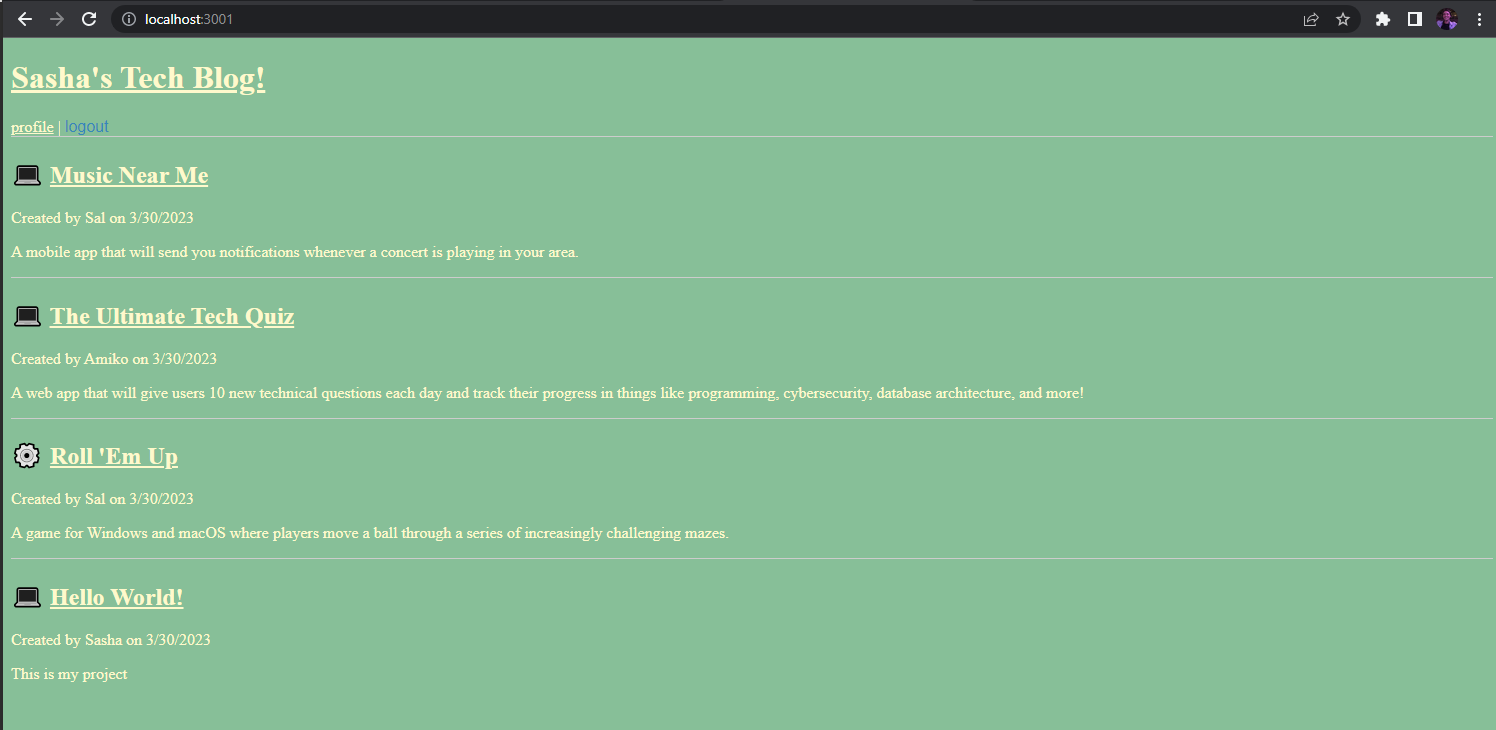 localhost:3001
Sasha's Tech Blog!
profile | logout
Music Near Me
Created by Sal on 3/30/2023
A mobile app that will send you notifications whenever a concert is playing in your area.
The Ultimate Tech Quiz
Created by Amiko on 3/30/2023
A web app that will give users 10 new technical questions each day and track their progress in things like programming, cybersecurity, database architecture, and more!
Roll 'Em Up
Created by Sal on 3/30/2023
A game for Windows and macOS where players move a ball through a series of increasingly challenging mazes.
Hello World!
Created by Sasha on 3/30/2023
This is my project